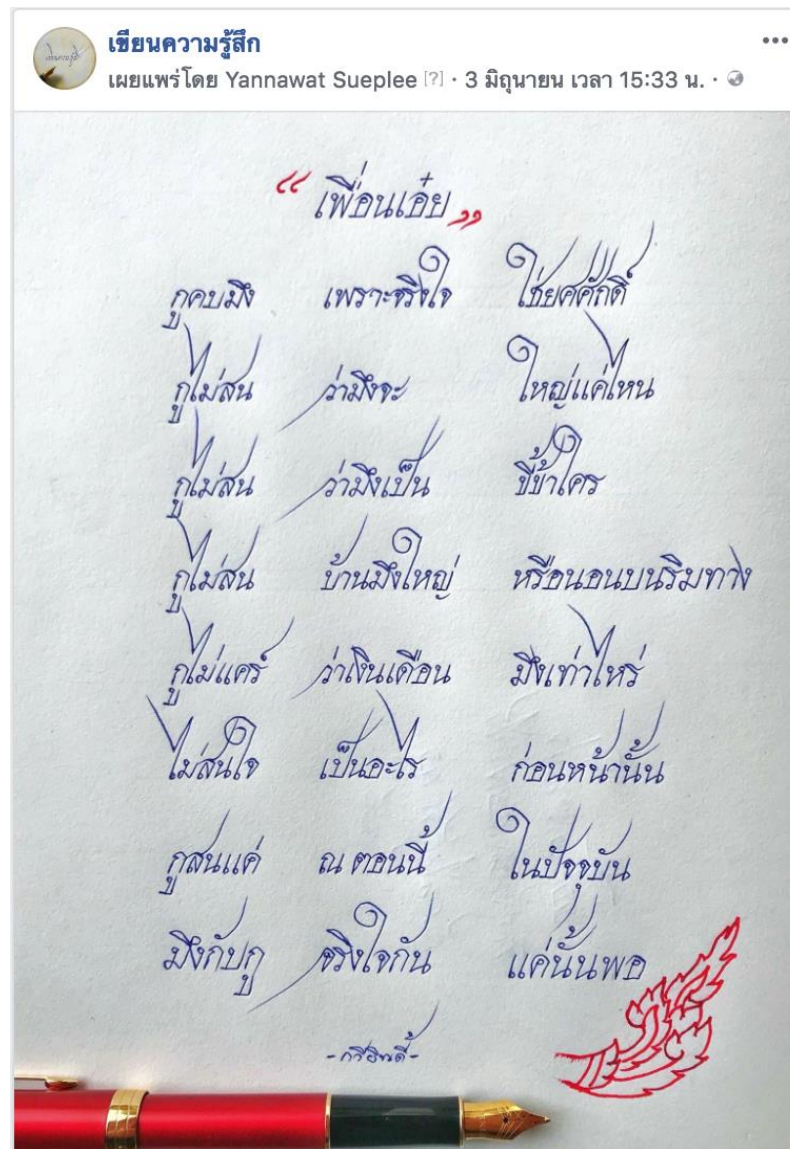 เขียนความรู้สึก
เผยแพร่โดย Yannawat Sueplee [?] · 3 มิถุนายน เวลา 15:33 น. ·
“ เพื่อนเอ๋ย ”
กูคบมึง เพราะจริงใจ ใช่ยศศักดิ์
กูไม่สน ว่ามึงจะ ใหญ่แค่ไหน
กูไม่สน ว่ามึงเป็น ขี้ข้าใคร
กูไม่สน บ้านมึงใหญ่ หรือนอนบนริมทาง
กูไม่แคร์ ว่าเงินเดือน มึงเท่าไหร่
ไม่สนใจ เป็นอะไร ก่อนหน้านั้น
กูสนแค่ ณ ตอนนี้ ในปัจจุบัน
มึงกับกู จริงใจกัน แค่นั้นพอ